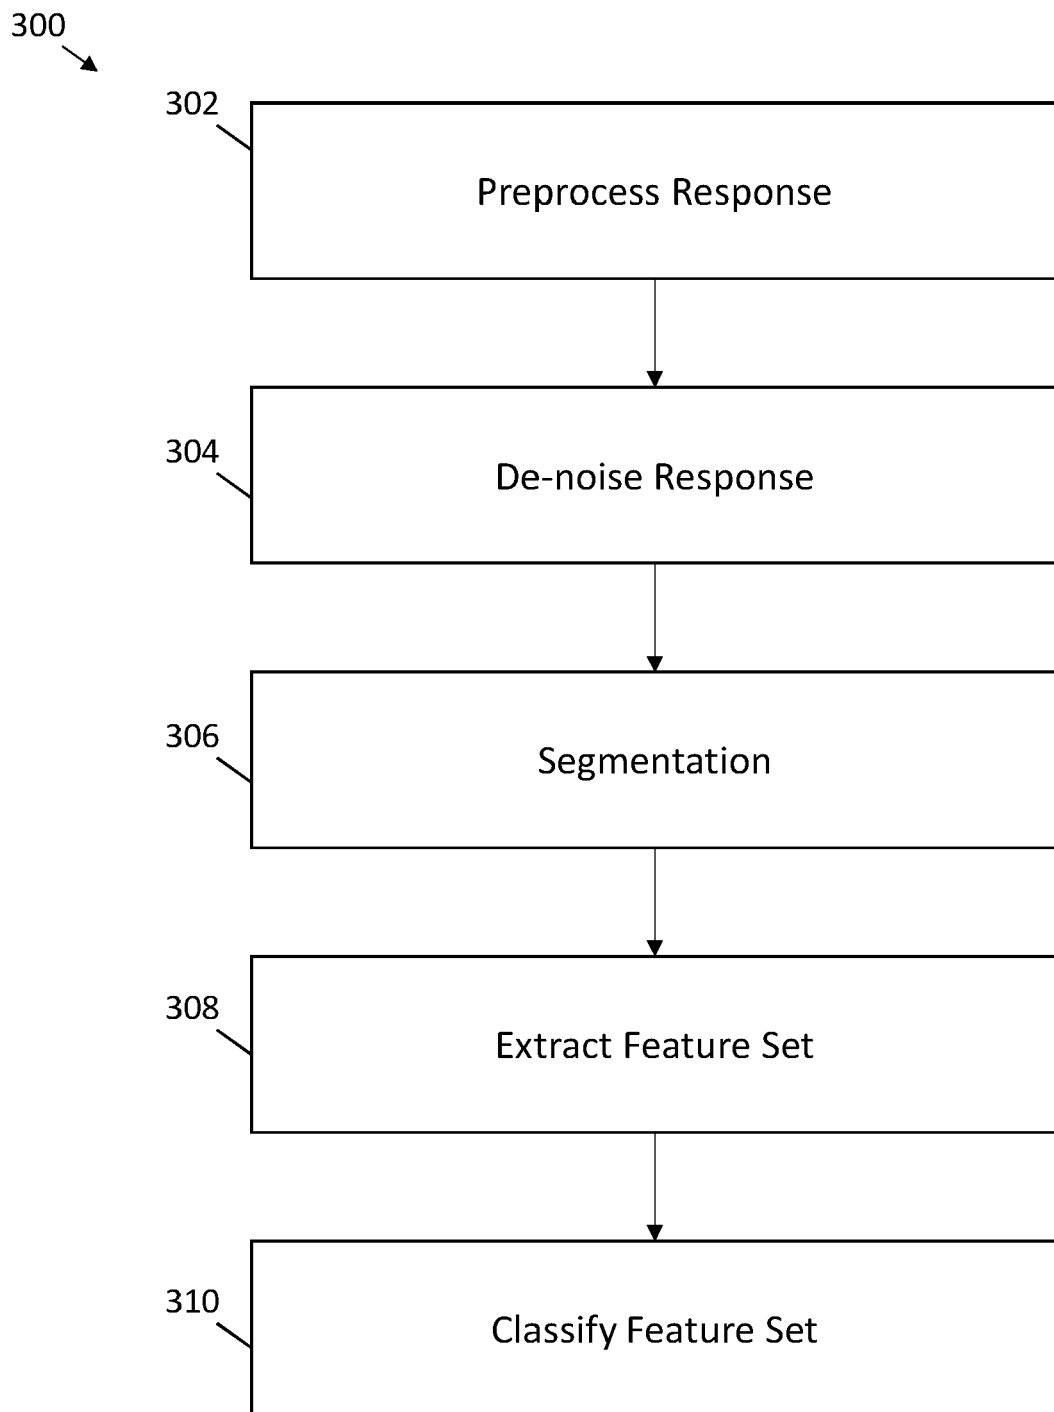 300
302
Preprocess Response
304
De-noise Response
306
Segmentation
308
Extract Feature Set
310
Classify Feature Set